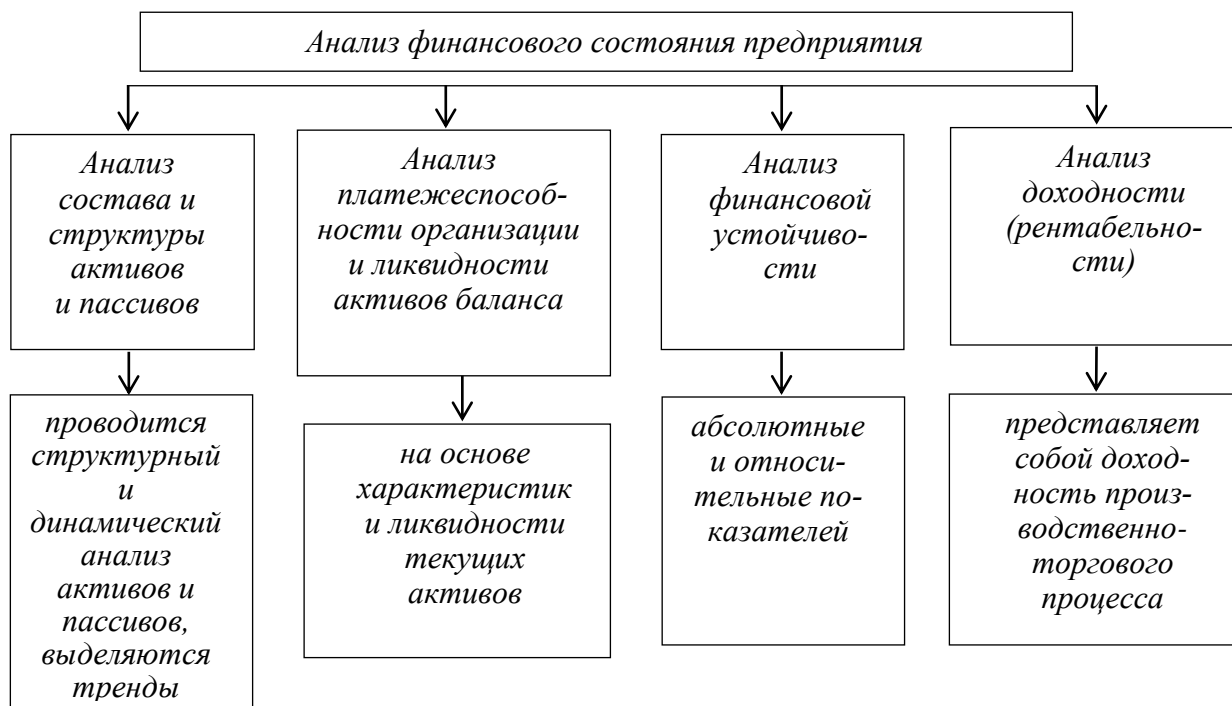 Анализ финансового состояния предприятия
Анализ
состава и
структуры
активов
и пассивов
Анализ
платежеспособ-
ности организации
и ликвидности
активов баланса
Анализ
финансовой
устойчиво-
сти
Анализ
доходности
(рентабельно-
сти)
проводится
структурный
и
динамический
анализ
активов и
пассивов,
выделяются
тренды
на основе
характеристик
и ликвидности
текущих
активов
абсолютные
и относи-
тельные по-
казателей
представляет
собой доход-
ность произ-
водственно-
торгового
процесса